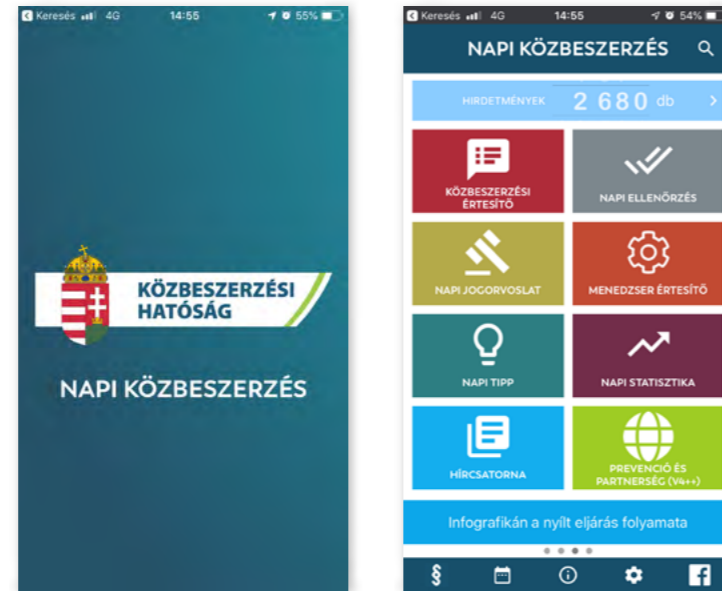 Keresés 4G 14:55 55%
KÖZBESZERZÉSI
HATÓSÁG
NAPI KÖZBESZERZÉS
Keresés 4G 14:55 54%
NAPI KÖZBESZERZÉS
HIRDETMÉNYEK 2 680 db
KÖZBESZERZÉSI
ÉRTESÍTŐ
NAPI ELLENŐRZÉS
NAPI JOGORVOSLAT
MENEDZSER ÉRTESÍTŐ
NAPI TIPP
NAPI STATISZTIKA
HÍRCSATORNA
PREVENCIÓ ÉS
PARTNERSÉG (V4++)
Infografikán a nyílt eljárás folyamata
§